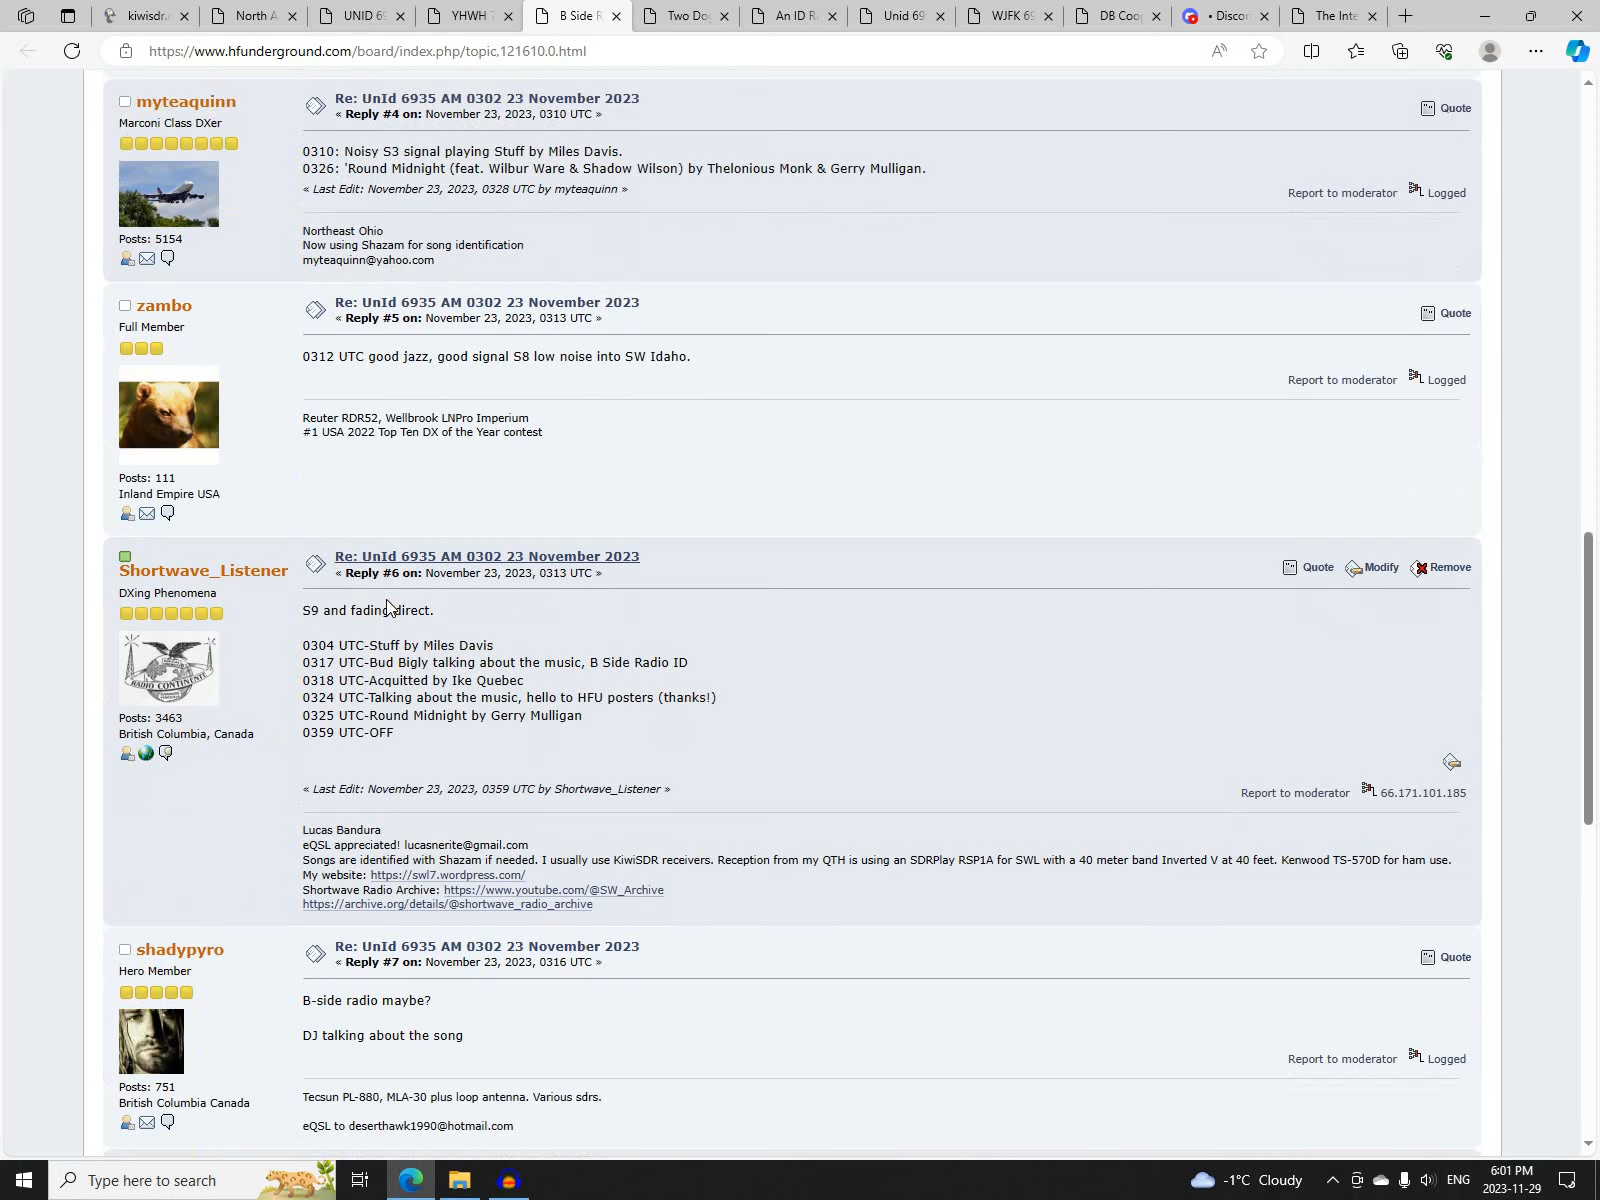 kiwisdr.
North A
UNID 69
YHWH 7
B Side R
Two Do
An ID R
Unid 69
WJFK 69
DB Coo
• Discor
The Inte
https://www.hfunderground.com/board/index.php/topic,121610.0.html
myteaquinn
Marconi Class DXer
Posts: 5154
Re: UnId 6935 AM 0302 23 November 2023
« Reply #4 on: November 23, 2023, 0310 UTC »
Quote
0310: Noisy S3 signal playing Stuff by Miles Davis.
0326: 'Round Midnight (feat. Wilbur Ware & Shadow Wilson) by Thelonious Monk & Gerry Mulligan.
« Last Edit: November 23, 2023, 0328 UTC by myteaquinn »
Report to moderator Logged
Northeast Ohio
Now using Shazam for song identification
myteaquinn@yahoo.com
zambo
Full Member
Posts: 111
Inland Empire USA
Re: UnId 6935 AM 0302 23 November 2023
« Reply #5 on: November 23, 2023, 0313 UTC »
Quote
0312 UTC good jazz, good signal S8 low noise into SW Idaho.
Report to moderator Logged
Reuter RDR52, Wellbrook LNPro Imperium
#1 USA 2022 Top Ten DX of the Year contest
Shortwave_Listener
DXing Phenomena
RADIO CONTINENTE
Posts: 3463
British Columbia, Canada
Re: UnId 6935 AM 0302 23 November 2023
« Reply #6 on: November 23, 2023, 0313 UTC »
Quote Modify Remove
S9 and fading direct.
0304 UTC-Stuff by Miles Davis
0317 UTC-Bud Bigly talking about the music, B Side Radio ID
0318 UTC-Acquitted by Ike Quebec
0324 UTC-Talking about the music, hello to HFU posters (thanks!)
0325 UTC-Round Midnight by Gerry Mulligan
0359 UTC-OFF
« Last Edit: November 23, 2023, 0359 UTC by Shortwave_Listener »
Report to moderator 66.171.101.185
Lucas Bandura
eQSL appreciated! lucasnerite@gmail.com
Songs are identified with Shazam if needed. I usually use KiwiSDR receivers. Reception from my QTH is using an SDRPlay RSP1A for SWL with a 40 meter band Inverted V at 40 feet. Kenwood TS-570D for ham use.
My website: https://swl7.wordpress.com/
Shortwave Radio Archive: https://www.youtube.com/@SW_Archive
https://archive.org/details/@shortwave_radio_archive
shadypyro
Hero Member
Posts: 751
British Columbia Canada
Re: UnId 6935 AM 0302 23 November 2023
« Reply #7 on: November 23, 2023, 0316 UTC »
Quote
B-side radio maybe?
DJ talking about the song
Report to moderator Logged
Tecsun PL-880, MLA-30 plus loop antenna. Various sdrs.
eQSL to deserthawk1990@hotmail.com
Type here to search
-1°C Cloudy
ENG
6:01 PM
2023-11-29